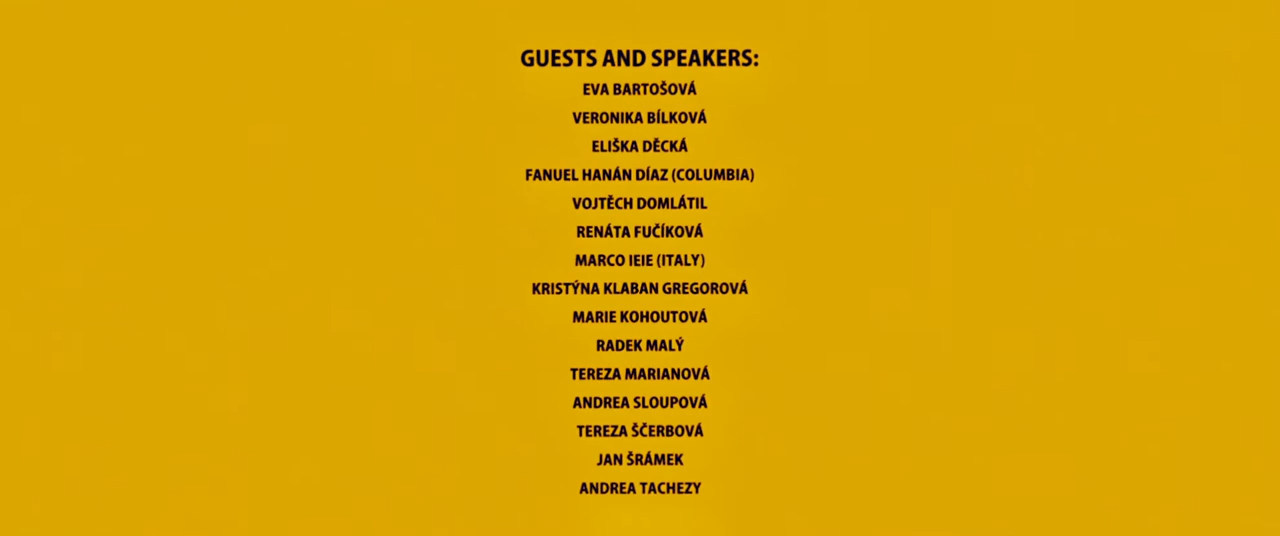 GUESTS AND SPEAKERS:
EVA BARTOŠOVÁ
VERONIKA BÍLKOVÁ
ELIŠKA DĚCKÁ
FANUEL HANÁN DÍAZ (COLUMBIA)
VOJTĚCH DOMLÁTIL
RENÁTA FUČÍKOVÁ
MARCO IEIE (ITALY)
KRISTÝNA KLABAN GREGOROVÁ
MARIE KOHOUTOVÁ
RADEK MALÝ
TEREZA MARIANOVÁ
ANDREA SLOUPOVÁ
TEREZA ŠČERBOVÁ
JAN ŠRÁMEK
ANDREA TACHEZY